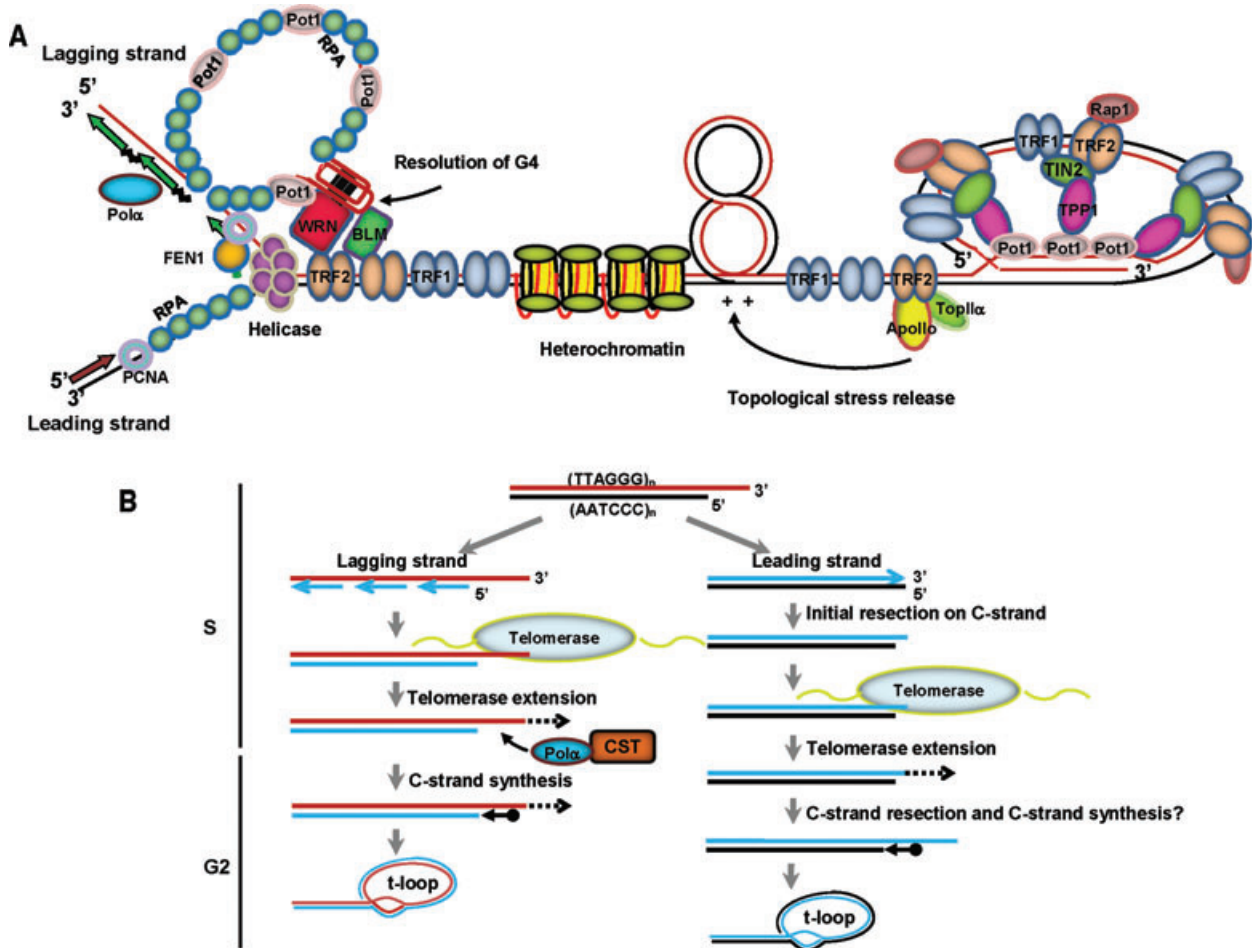 A
Lagging strand
5’
3’
Polα
FEN1
RPA
5’
3’
PCNA
Leading strand
Pot1
Pot1
RPA
Pot1
Pot1
Resolution of G4
WRN
BLM
TRF2
TRF1
Helicase
Heterochromatin
+ +
TRF1
TRF2
Apollo
TopIIα
Topological stress release
Rap1
TRF1
TRF2
TIN2
TPP1
Pot1
Pot1
Pot1
5’
3’
B
(TTAGGG)n
3’
(AATCCC)n
5’
S
G2
Lagging strand
3’
5’
Telomerase
Telomerase extension
Polα
CST
C-strand synthesis
t-loop
Leading strand
3’
5’
Initial resection on C-strand
Telomerase
Telomerase extension
C-strand resection and C-strand synthesis?
t-loop